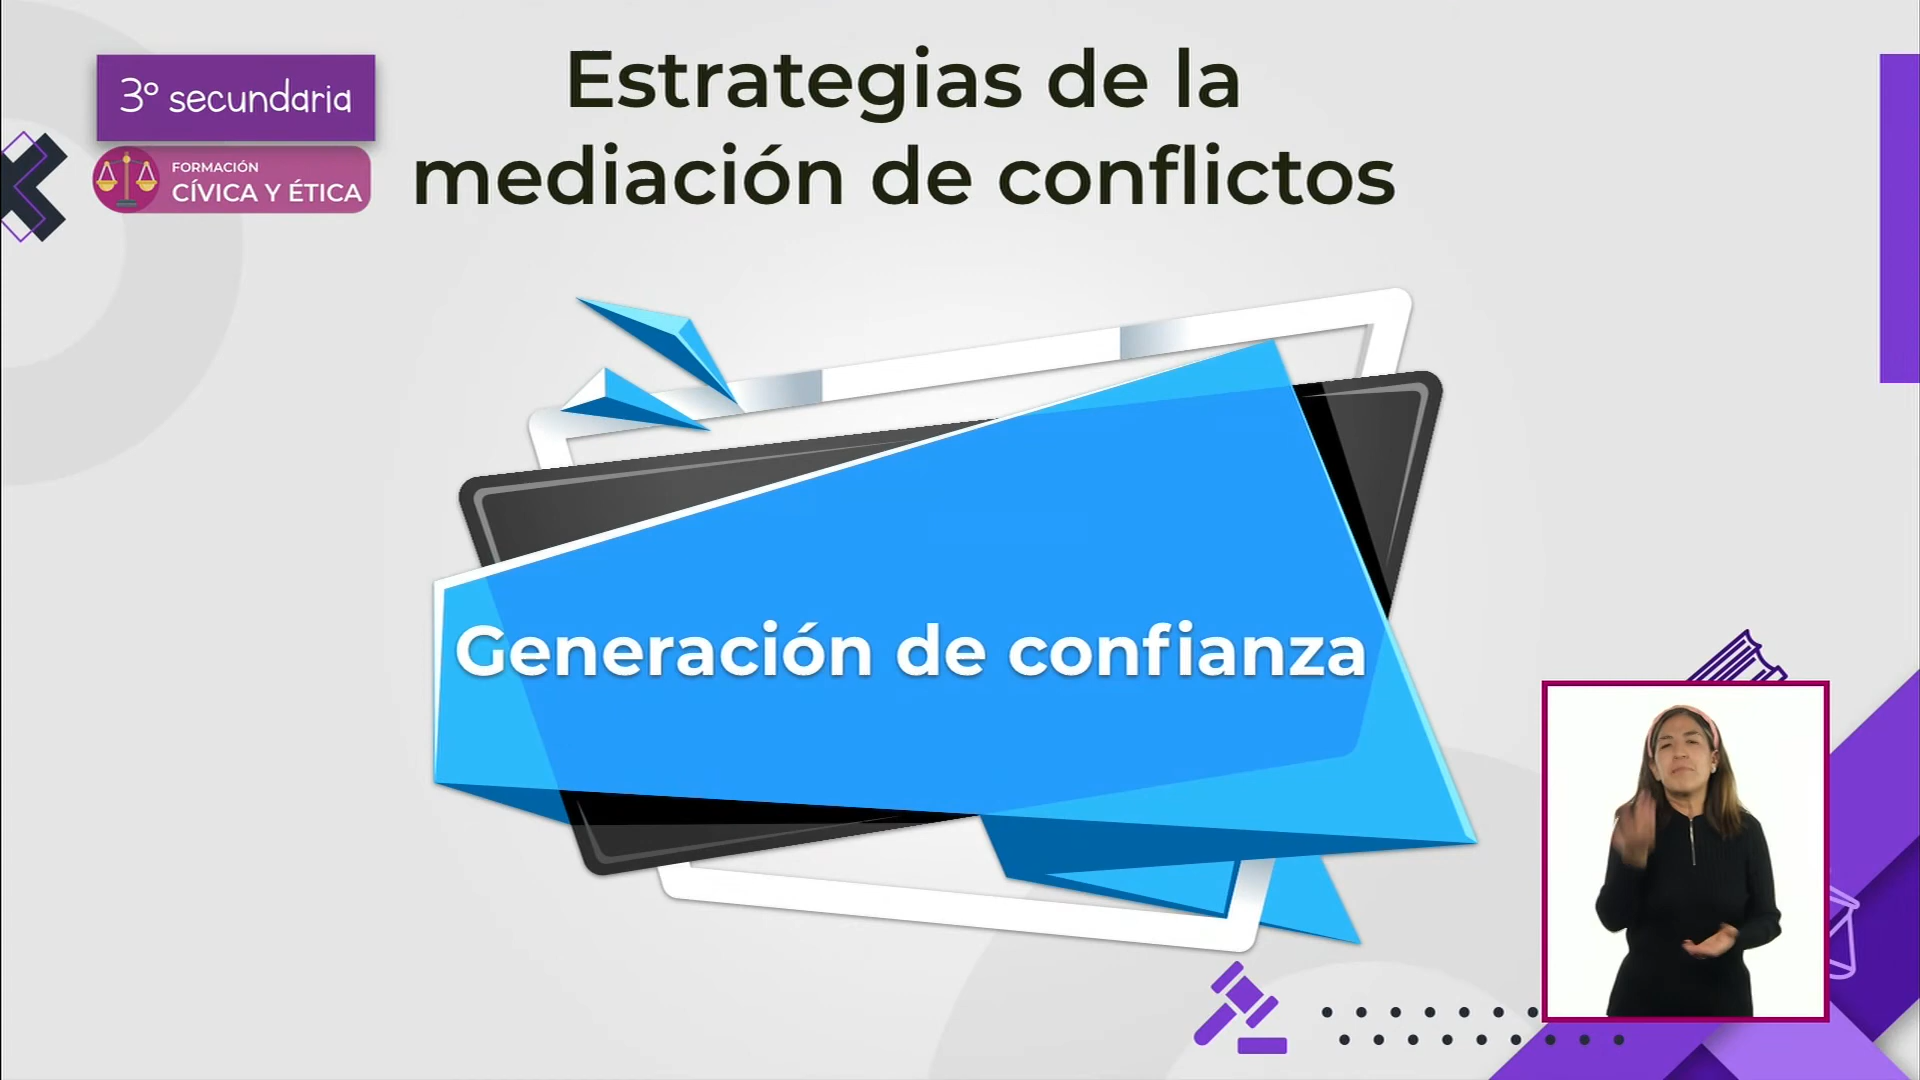 3° secundaria
FORMACIÓN
CÍVICA Y ÉTICA
Estrategias de la
mediación de conflictos
Generación de confianza